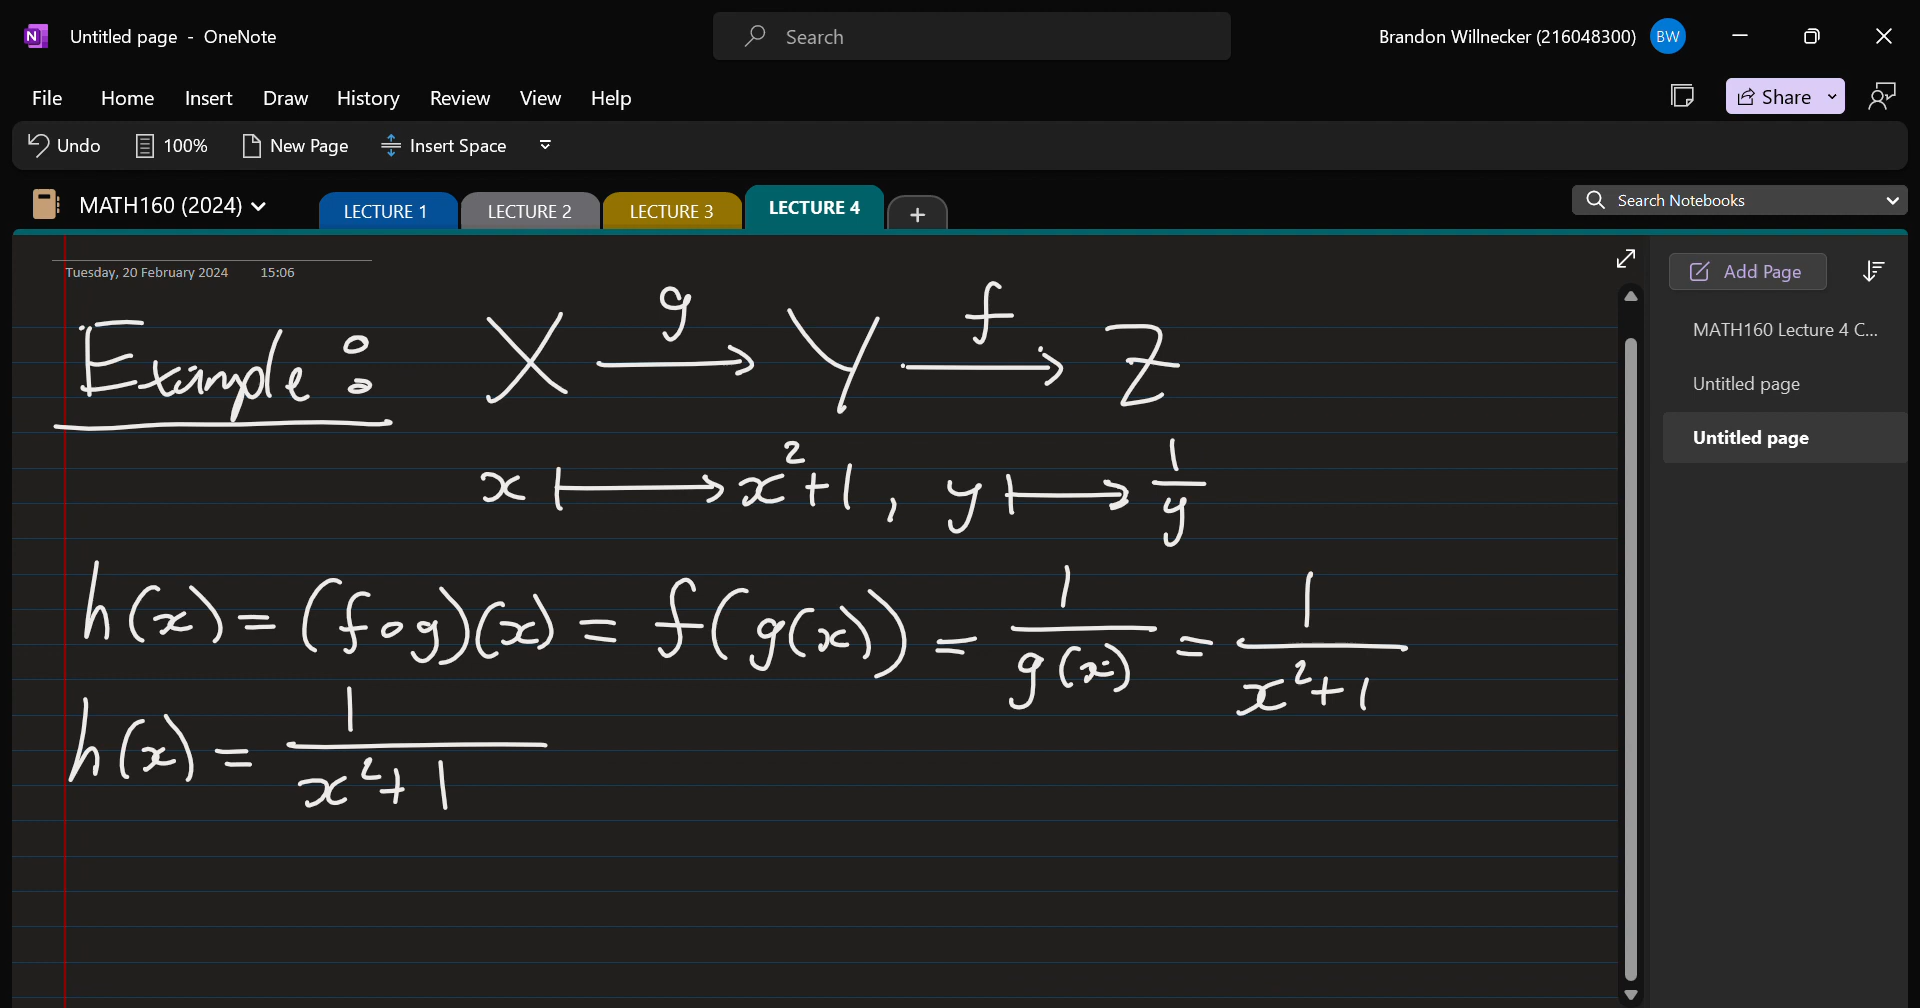 Untitled page - OneNote
Search
Brandon Willnecker (216048300) BW
File Home Insert Draw History Review View Help
Share
Undo 100% New Page Insert Space
MATH160 (2024) LECTURE 1 LECTURE 2 LECTURE 3 LECTURE 4 +
Search Notebooks
Tuesday, 20 February 2024 15:06
Example : X --g--> Y --f--> Z
x ↦ x²+1, y ↦ 1/y
h(x) = (f∘g)(x) = f(g(x)) = 1/g(x) = 1/(x²+1)
h(x) = 1/(x²+1)
Add Page
MATH160 Lecture 4 C...
Untitled page
Untitled page